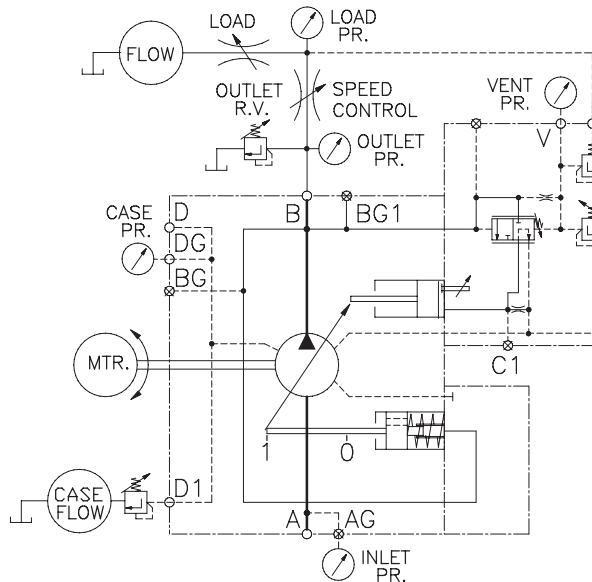 LOAD
PR.
LOAD
FLOW
OUTLET
R.V.
SPEED
CONTROL
VENT
PR.
OUTLET
PR.
V
CASE
PR.
D
DG
BG
B
BG1
MTR.
C1
1
0
CASE
FLOW
D1
A
AG
INLET
PR.